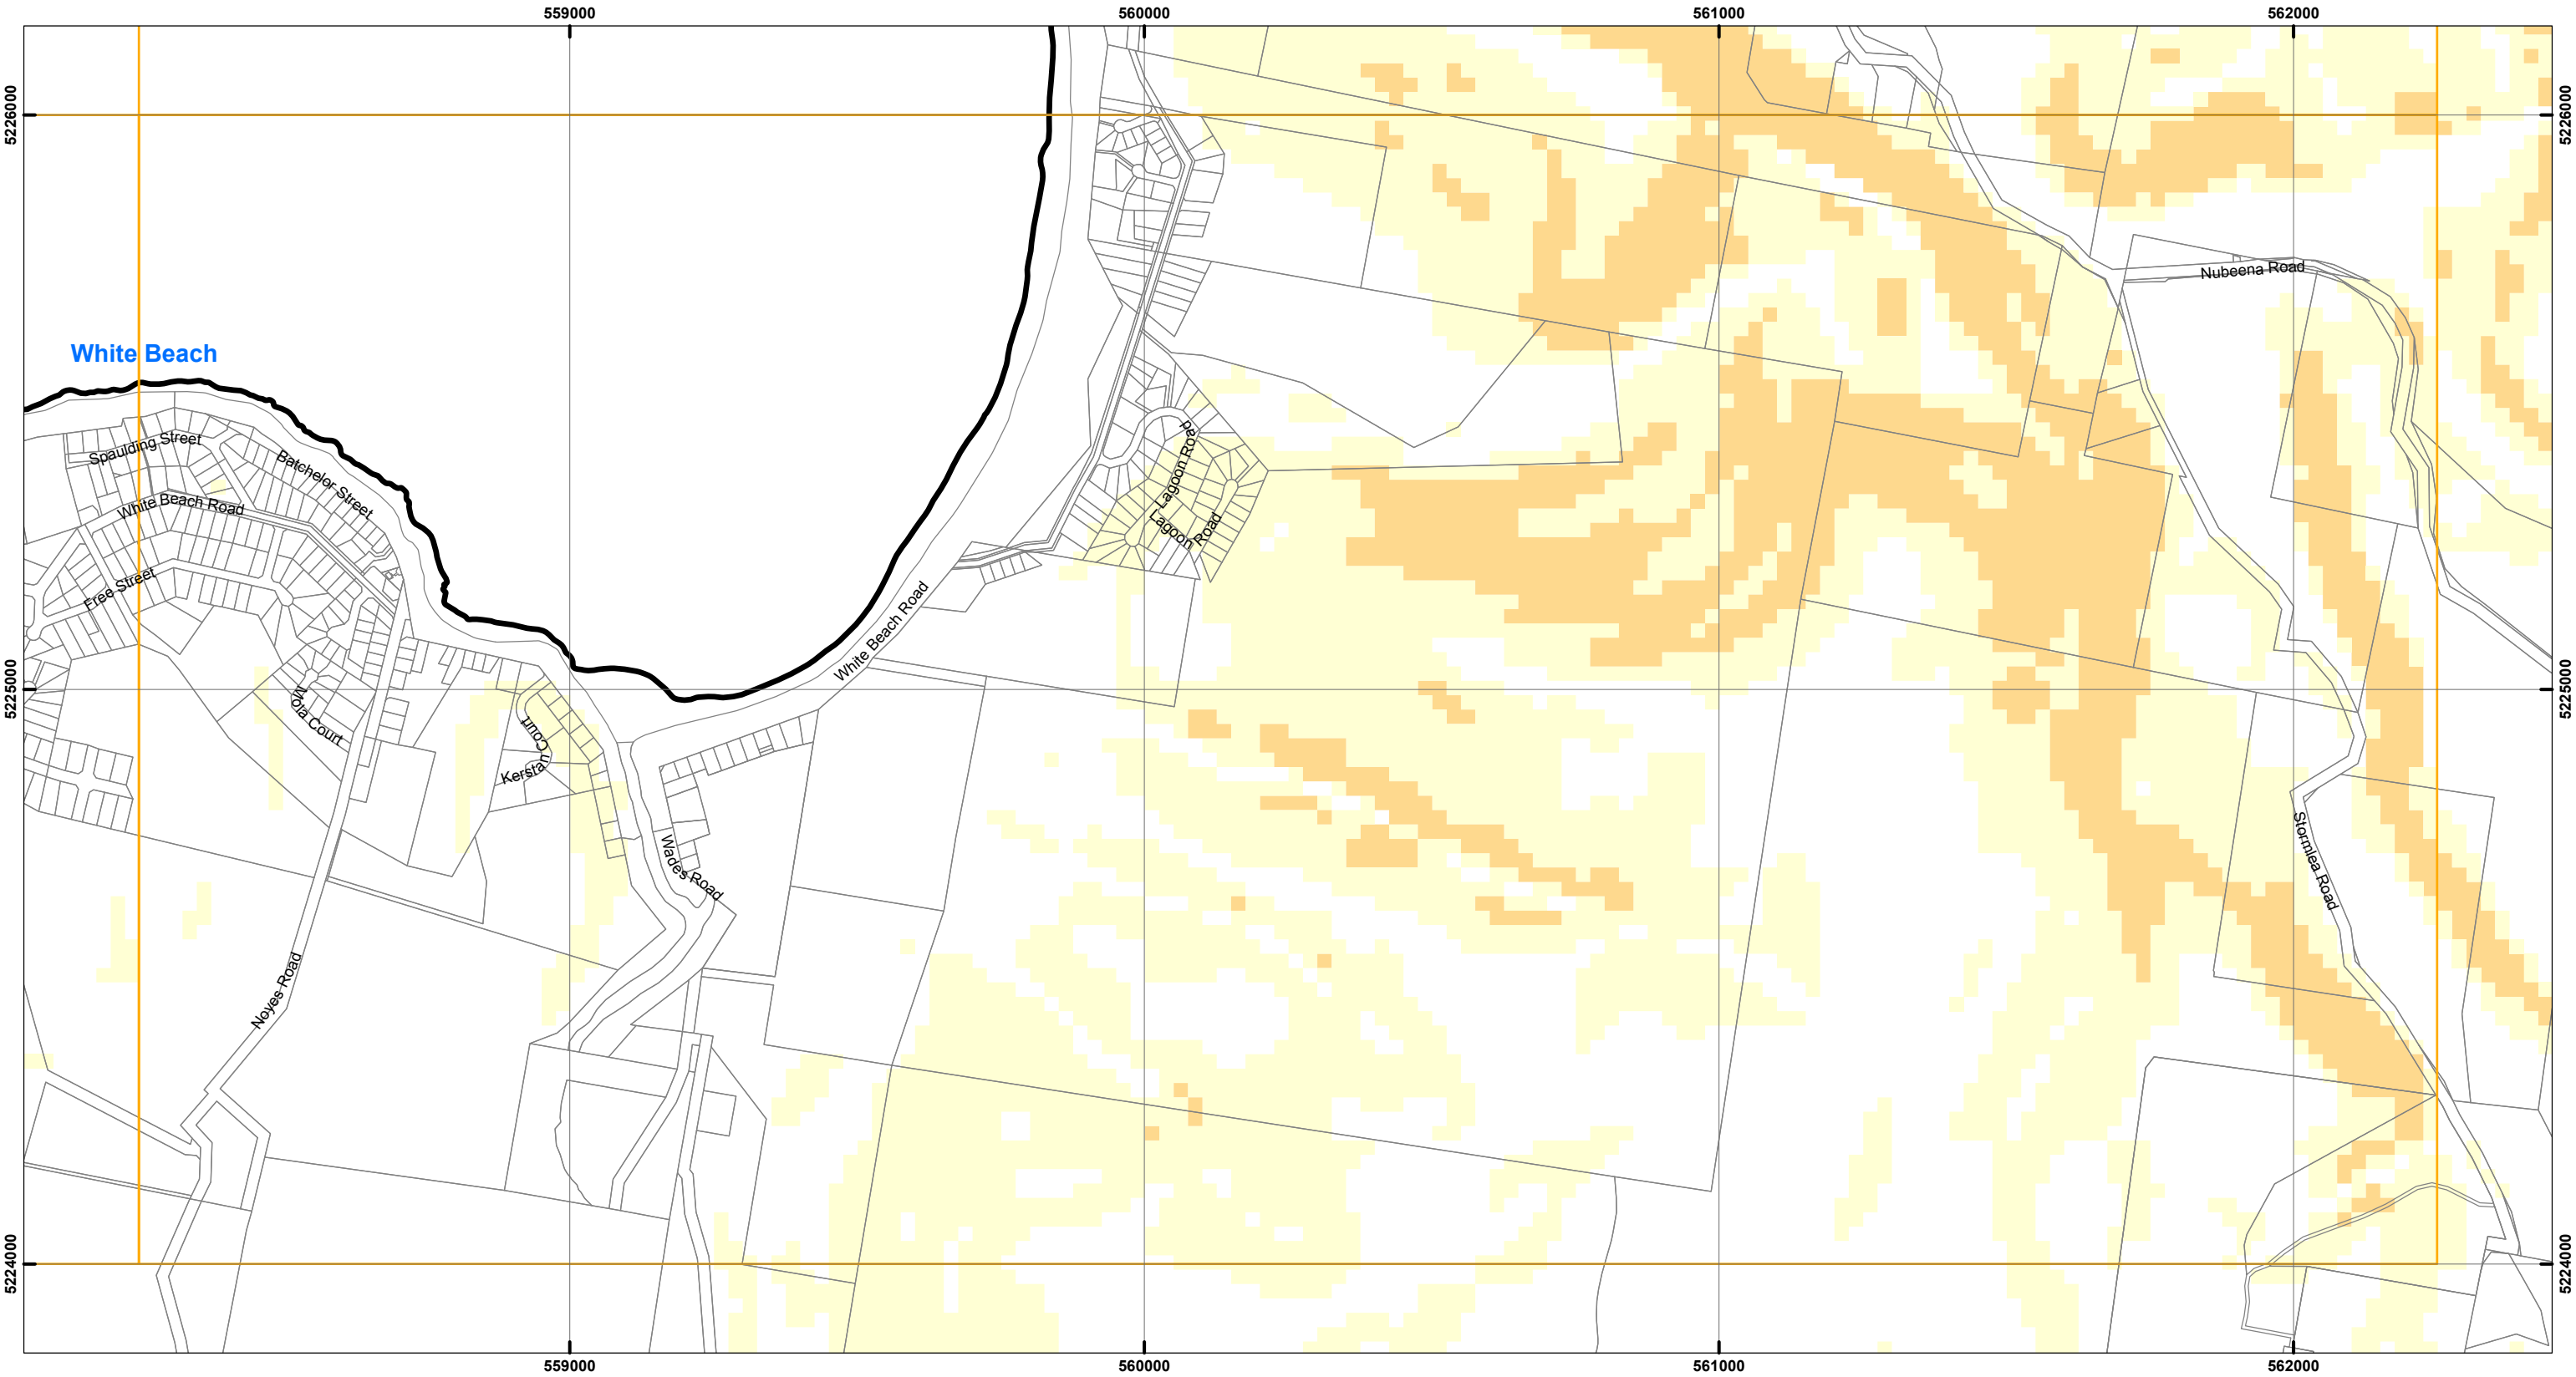 559000
560000
561000
562000
5226000
5226000
Nubeena Road
White Beach
Lagoon Road
Spaulding Street
Batchelor Street
White Beach Road
Lagoon Road
Free Street
White Beach Road
5225000
5225000
Mola Court
Kerstan Court
Wades Road
Stormlea Road
Noyes Road
5224000
5224000
559000
560000
561000
562000